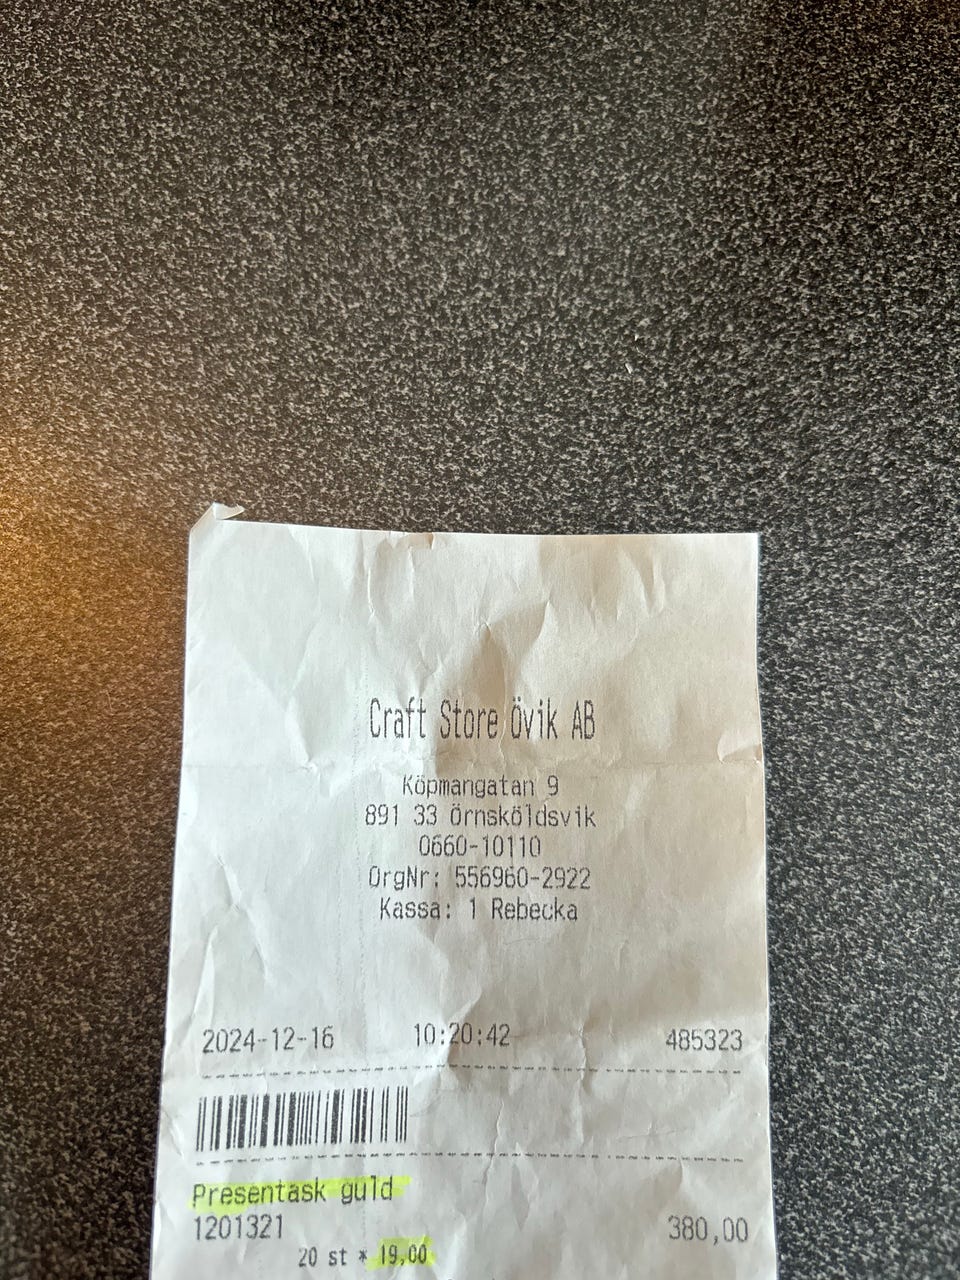 Craft Store Övik AB
Köpmangatan 9
891 33 Örnsköldsvik
0660-10110
OrgNr: 556960-2922
Kassa: 1 Rebecka
2024-12-16 10:20:42 485323
Presentask guld
1201321 380,00
20 st * 19,00